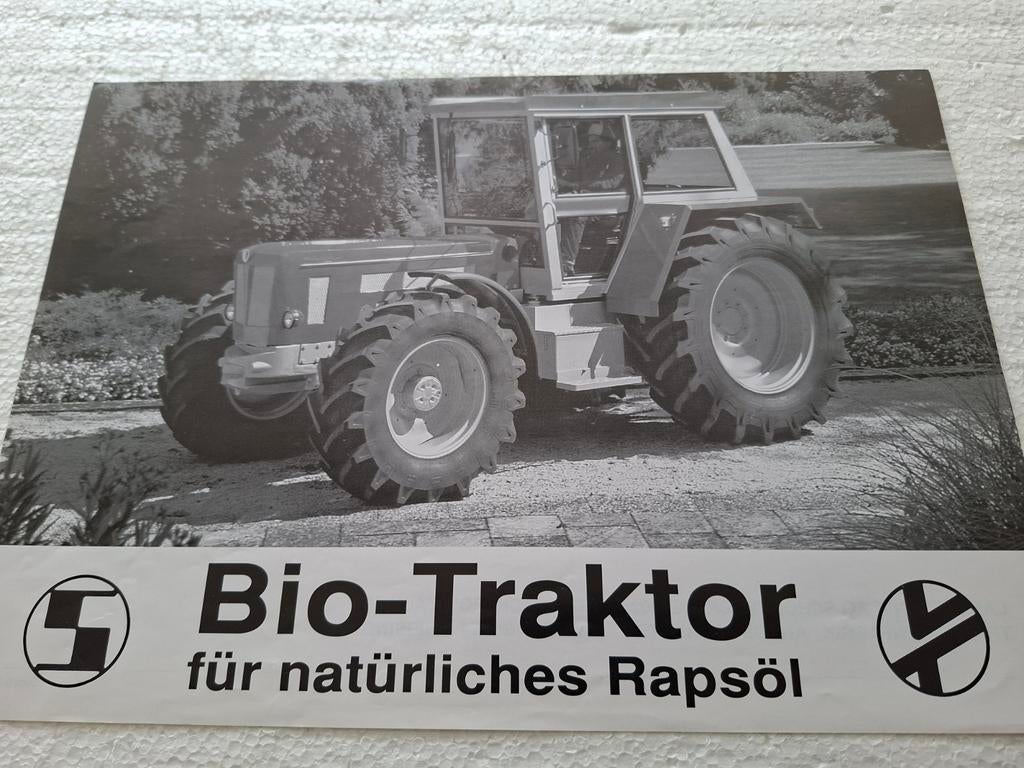 Bio-Traktor
für natürliches Rapsöl